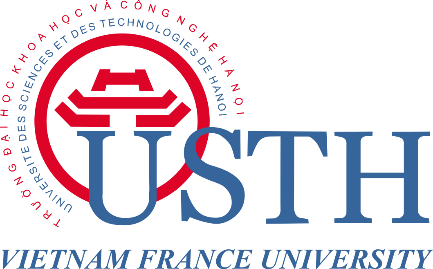 TRƯỜNG ĐẠI HỌC KHOA HỌC VÀ CÔNG NGHỆ HÀ NỘI
UNIVERSITE DES SCIENCES ET DES TECHNOLOGIES DE HANOI
USTH
VIETNAM FRANCE UNIVERSITY